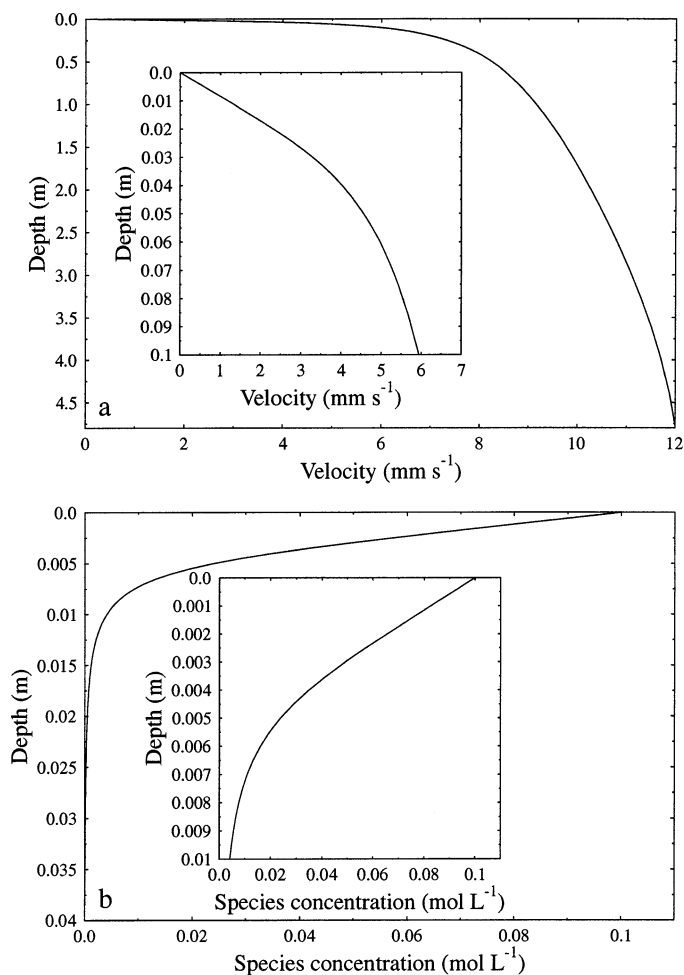 0.0
0.5
1.0
1.5
2.0
2.5
3.0
3.5
4.0
4.5
Depth (m)
0.0
0.01
0.02
0.03
0.04
0.05
0.06
0.07
0.08
0.09
0.1
Depth (m)
0 1 2 3 4 5 6 7
Velocity (mm s⁻¹)
a
0 2 4 6 8 10 12
Velocity (mm s⁻¹)
0.0
0.005
0.01
0.015
0.02
0.025
0.03
0.035
0.04
Depth (m)
0.0
0.001
0.002
0.003
0.004
0.005
0.006
0.007
0.008
0.009
0.01
Depth (m)
0.0 0.02 0.04 0.06 0.08 0.1
Species concentration (mol L⁻¹)
b
0.0 0.02 0.04 0.06 0.08 0.1
Species concentration (mol L⁻¹)